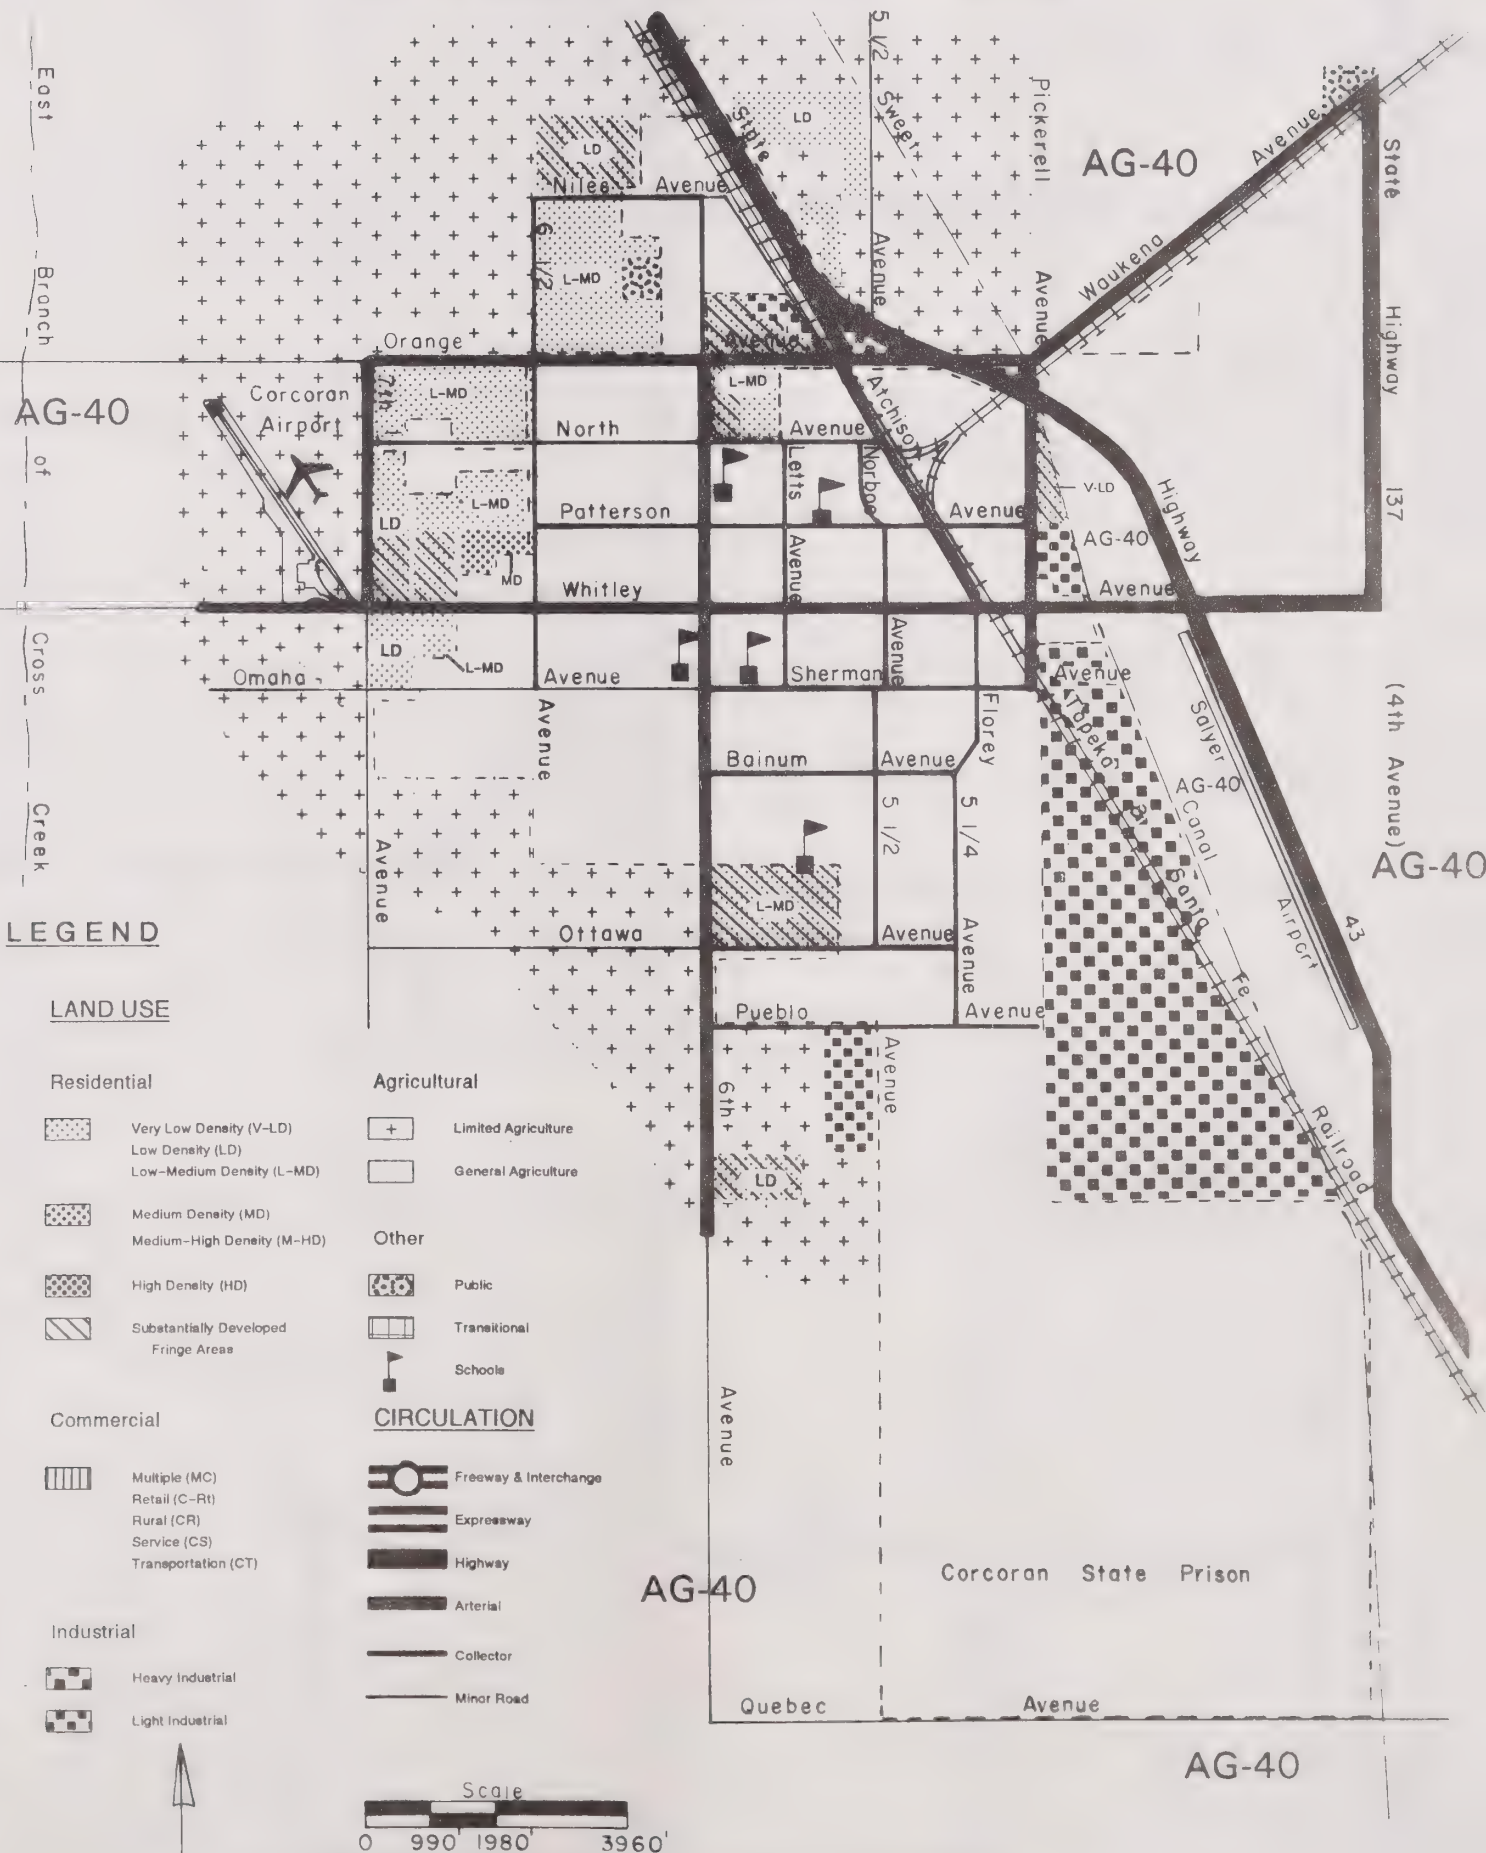 5 1/2
Avenue
Sweet
Pickerell
Avenue
AG-40
Waukena
Avenue
State
Highway
137
(4th Avenue)
East
Branch
of
Cross
Creek
State
LD
LD
Niles
Avenue
6 1/2
L-MD
Orange
Avenue
AG-40
Corcoran
Airport
7th
L-MD
L-MD
North
Avenue
Atchison
Letts
Norboe
V-LD
Highway
LD
L-MD
Patterson
Avenue
AG-40
MD
Avenue
Whitley
Avenue
LD
L-MD
Omaha
Avenue
Sherman
Avenue
Avenue
Topeka
&
Santa
Fe
Railroad
Salyer
Airport
Canal
AG-40
43
AG-40
Avenue
Florey
Bainum
Avenue
5 1/2
5 1/4
Avenue
Avenue
L-MD
Ottawa
Avenue
Pueblo
Avenue
Avenue
6th
LD
Avenue
AG-40
Corcoran State Prison
Quebec
Avenue
AG-40
LEGEND
LAND USE
Residential
Very Low Density (V-LD)
Low Density (LD)
Low-Medium Density (L-MD)
Medium Density (MD)
Medium-High Density (M-HD)
High Density (HD)
Substantially Developed
Fringe Areas
Commercial
Multiple (MC)
Retail (C-Rt)
Rural (CR)
Service (CS)
Transportation (CT)
Industrial
Heavy Industrial
Light Industrial
Agricultural
Limited Agriculture
General Agriculture
Other
Public
Transitional
Schools
CIRCULATION
Freeway & Interchange
Expressway
Highway
Arterial
Collector
Minor Road
Scale
0 990' 1980' 3960'